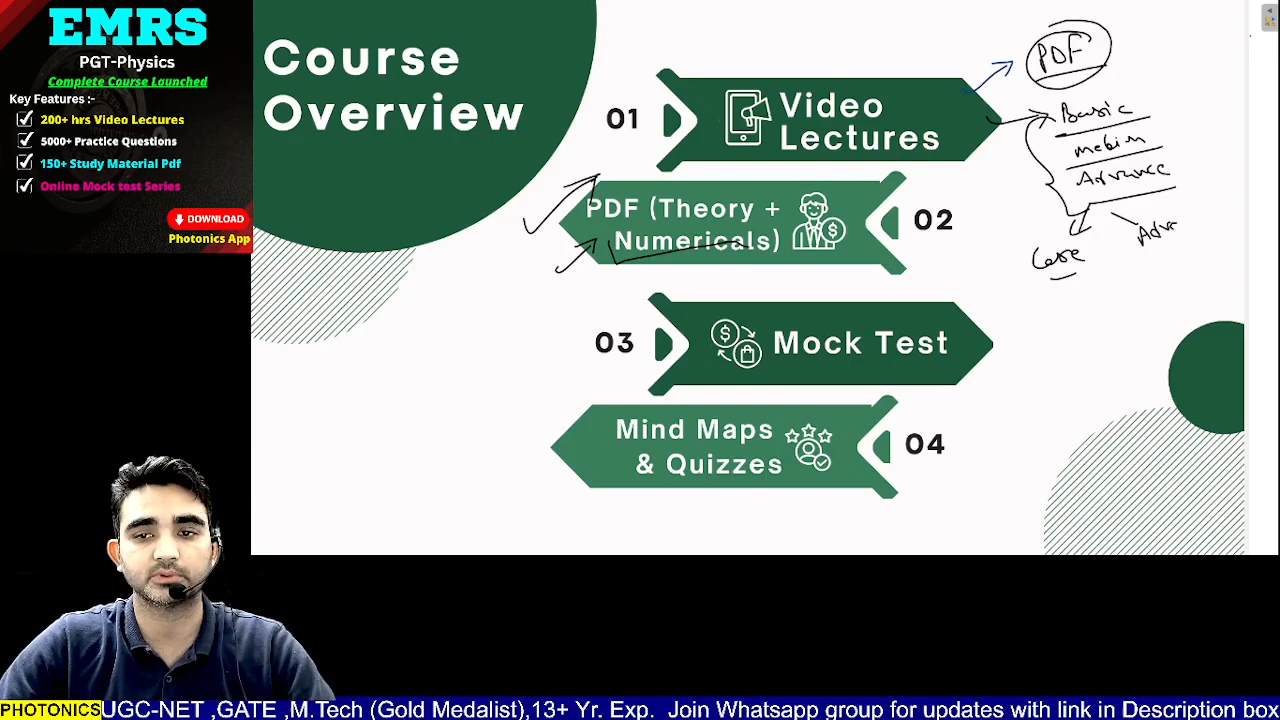 EMRS
PGT-Physics
Complete Course Launched
Key Features :-
200+ hrs Video Lectures
5000+ Practice Questions
150+ Study Material Pdf
Online Mock test Series
DOWNLOAD
Photonics App
Course
Overview
01
Video
Lectures
PDF (Theory +
Numericals)
02
03
Mock Test
Mind Maps
& Quizzes
04
PDF
Basic
Advance
PHOTONICS UGC-NET ,GATE ,M.Tech (Gold Medalist),13+ Yr. Exp. Join Whatsapp group for updates with link in Description box